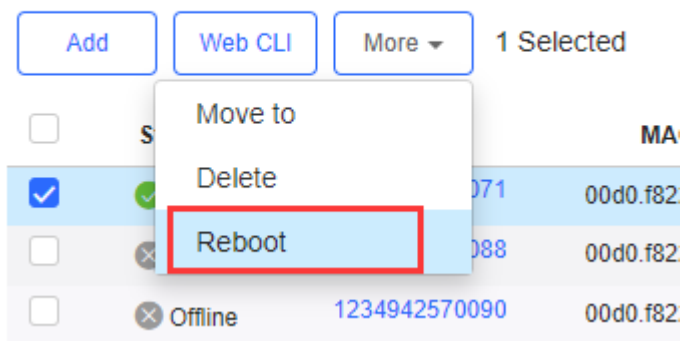 Add Web CLI More 1 Selected
Move to
S MA
Delete
071 00d0.f82
Reboot
088 00d0.f82
Offline 1234942570090 00d0.f82